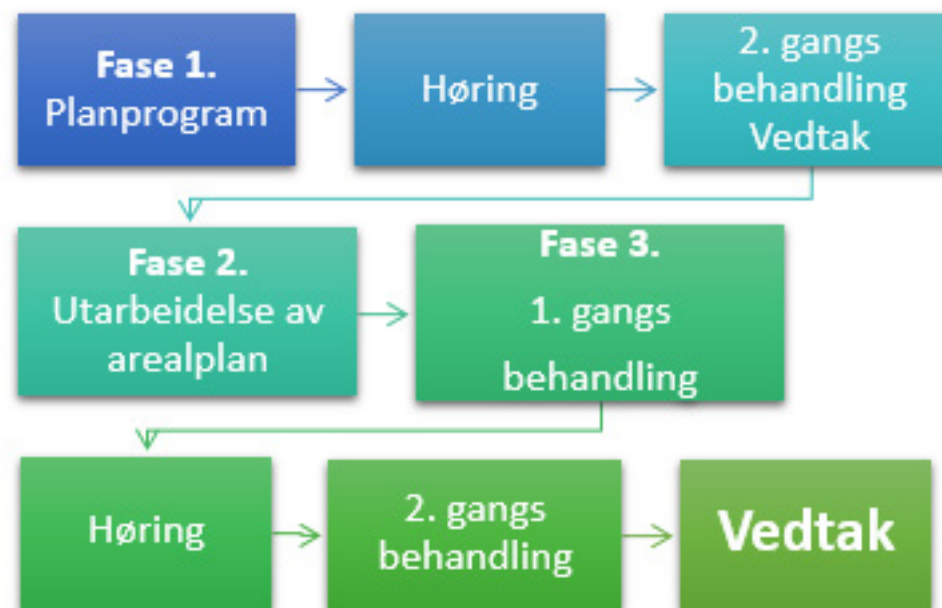 Fase 1.
Planprogram
Høring
2. gangs
behandling
Vedtak
Fase 2.
Utarbeidelse av
arealplan
Fase 3.
1. gangs
behandling
Høring
2. gangs
behandling
Vedtak